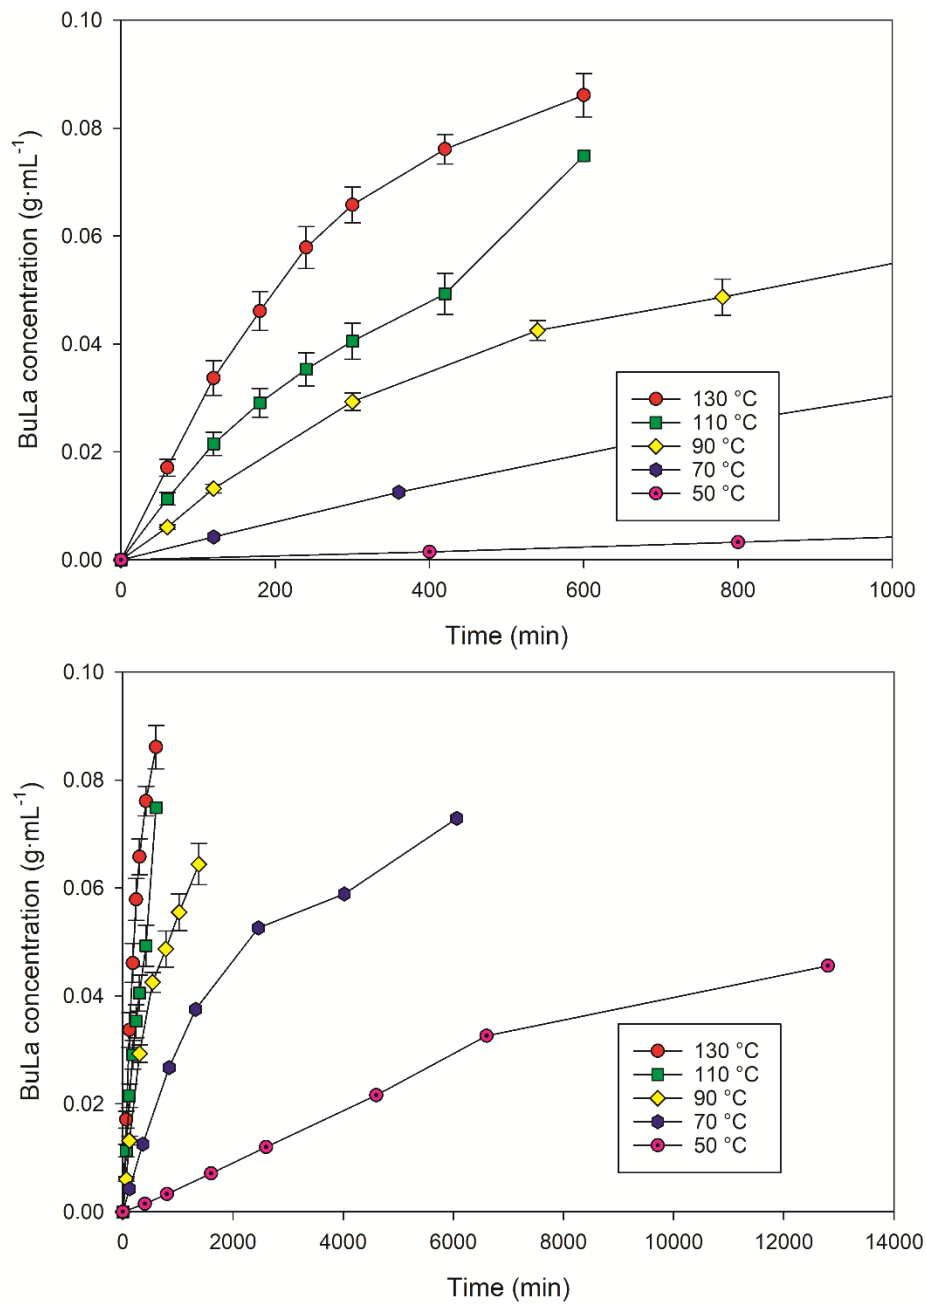 0.10
0.08
0.06
0.04
0.02
0.00
BuLa concentration (g·mL⁻¹)
130 °C
110 °C
90 °C
70 °C
50 °C
0 200 400 600 800 1000
Time (min)
0.10
0.08
0.06
0.04
0.02
0.00
BuLa concentration (g·mL⁻¹)
130 °C
110 °C
90 °C
70 °C
50 °C
0 2000 4000 6000 8000 10000 12000 14000
Time (min)